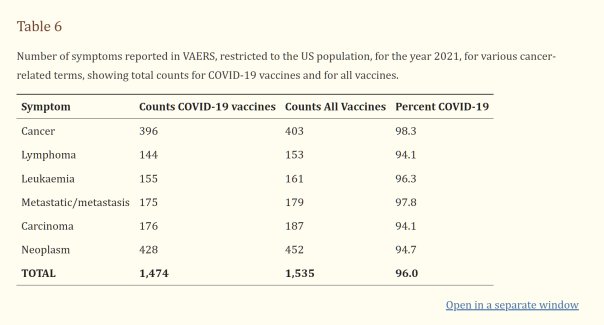 Table 6
Number of symptoms reported in VAERS, restricted to the US population, for the year 2021, for various cancer-
related terms, showing total counts for COVID-19 vaccines and for all vaccines.
Symptom Counts COVID-19 vaccines Counts All Vaccines Percent COVID-19
Cancer 396 403 98.3
Lymphoma 144 153 94.1
Leukaemia 155 161 96.3
Metastatic/metastasis 175 179 97.8
Carcinoma 176 187 94.1
Neoplasm 428 452 94.7
TOTAL 1,474 1,535 96.0
Open in a separate window